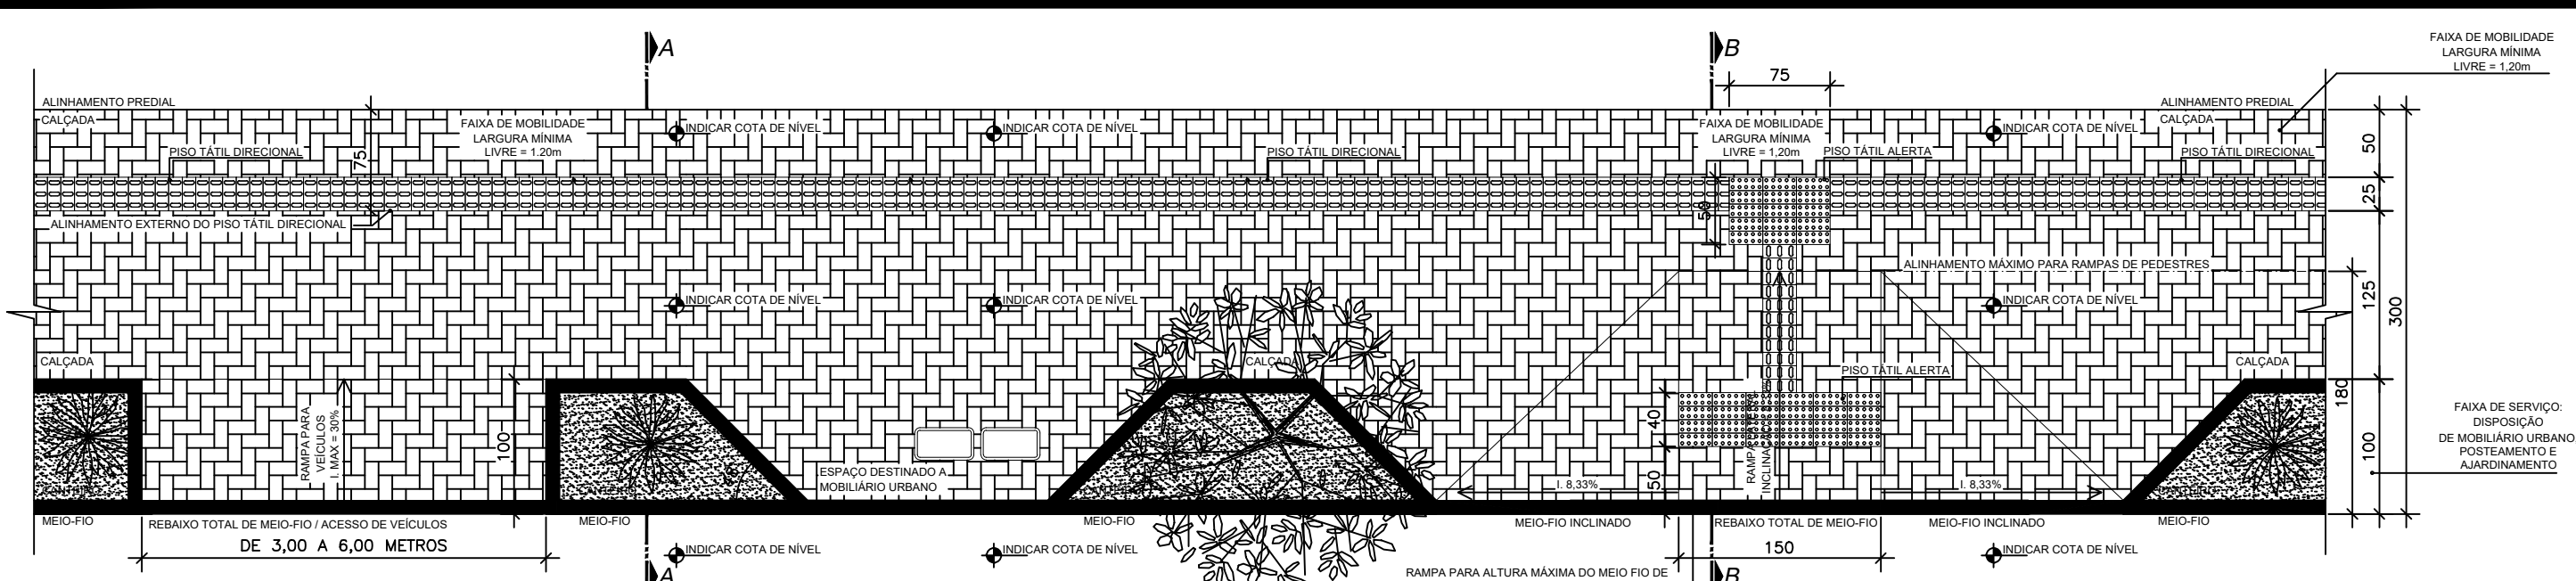 FAIXA DE MOBILIDADE
LARGURA MÍNIMA
LIVRE = 1,20m
A
B
75
ALINHAMENTO PREDIAL
CALÇADA
FAIXA DE MOBILIDADE
LARGURA MÍNIMA
LIVRE = 1.20m
INDICAR COTA DE NÍVEL
INDICAR COTA DE NÍVEL
FAIXA DE MOBILIDADE
LARGURA MÍNIMA
LIVRE = 1,20m
ALINHAMENTO PREDIAL
CALÇADA
INDICAR COTA DE NÍVEL
PISO TÁTIL DIRECIONAL
75
PISO TÁTIL DIRECIONAL
PISO TÁTIL ALERTA
PISO TÁTIL DIRECIONAL
50
25
50
ALINHAMENTO EXTERNO DO PISO TÁTIL DIRECIONAL
ALINHAMENTO MÁXIMO PARA RAMPAS DE PEDESTRES
INDICAR COTA DE NÍVEL
INDICAR COTA DE NÍVEL
INDICAR COTA DE NÍVEL
125
300
CALÇADA
CALÇADA
CALÇADA
PISO TÁTIL ALERTA
180
RAMPA PARA
VEÍCULOS
I. MAX = 30%
100
40
50
100
FAIXA DE SERVIÇO:
DISPOSIÇÃO
DE MOBILIÁRIO URBANO,
POSTEAMENTO E
AJARDINAMENTO
ESPAÇO DESTINADO A
MOBILIÁRIO URBANO
I. 8,33%
I. 8,33%
MEIO-FIO
REBAIXO TOTAL DE MEIO-FIO / ACESSO DE VEÍCULOS
MEIO-FIO
MEIO-FIO
MEIO-FIO INCLINADO
REBAIXO TOTAL DE MEIO-FIO
MEIO-FIO INCLINADO
MEIO-FIO
DE 3,00 A 6,00 METROS
INDICAR COTA DE NÍVEL
INDICAR COTA DE NÍVEL
150
INDICAR COTA DE NÍVEL
A
RAMPA PARA ALTURA MÁXIMA DO MEIO FIO DE
B